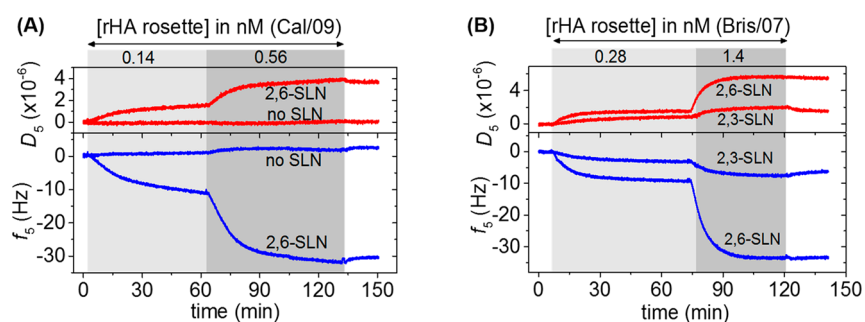 (A)
[rHA rosette] in nM (Cal/09)
0.14 0.56
4
2
0
D5 (x10-6)
2,6-SLN
no SLN
0
-10
-20
-30
f5 (Hz)
no SLN
2,6-SLN
0 30 60 90 120 150
time (min)
(B)
[rHA rosette] in nM (Bris/07)
0.28 1.4
5
0
D5 (x10-6)
2,6-SLN
2,3-SLN
0
-10
-20
-30
f5 (Hz)
2,3-SLN
2,6-SLN
0 30 60 90 120 150
time (min)